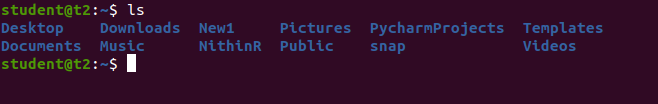 student@t2:~$ ls
Desktop Downloads New1 Pictures PycharmProjects Templates
Documents Music NithinR Public snap Videos
student@t2:~$